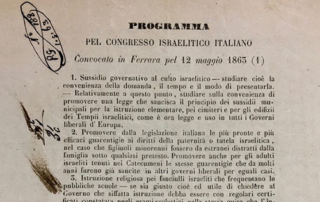 PROGRAMMA
PEL CONGRESSO ISRAELITICO ITALIANO
Convocato in Ferrara pel 12 maggio 1863 (1)
1. Sussidio governativo al culto israelitico — studiare cioè la
convenienza della domanda, il tempo e il modo di presentarla.
— Relativamente a questo punto, studiare sulla convenienza di
promuovere una legge che sancisca il principio dei sussidii mu-
nicipali per la istruzione elementare, pei cimiteri e per gli edifizi
dei Tempii israelitici, come è ora legge e uso in tutti i Governi
liberali d' Europa.
2. Promuovere dalla legislazione italiana le più pronte e più
efficaci guarentigie ai diritti della paternità o tutela israelitica,
nel caso che figliuoli minorenni fossero da estranei distratti dalla
famiglia sotto qualsiasi pretesto. Promuovere anche per gli adulti
israeliti tenuti nei Catecumeni le stesse guarentigie che da molti
anni furono già sancite in altri governi liberali per eguali casi.
3. Istruzione religiosa pei fanciulli israeliti che frequentano le
pubbliche scuole — se sia giusto cioè ed utile di chiedere al
Governo che siffatta istruzione debba essere con regolari certi-